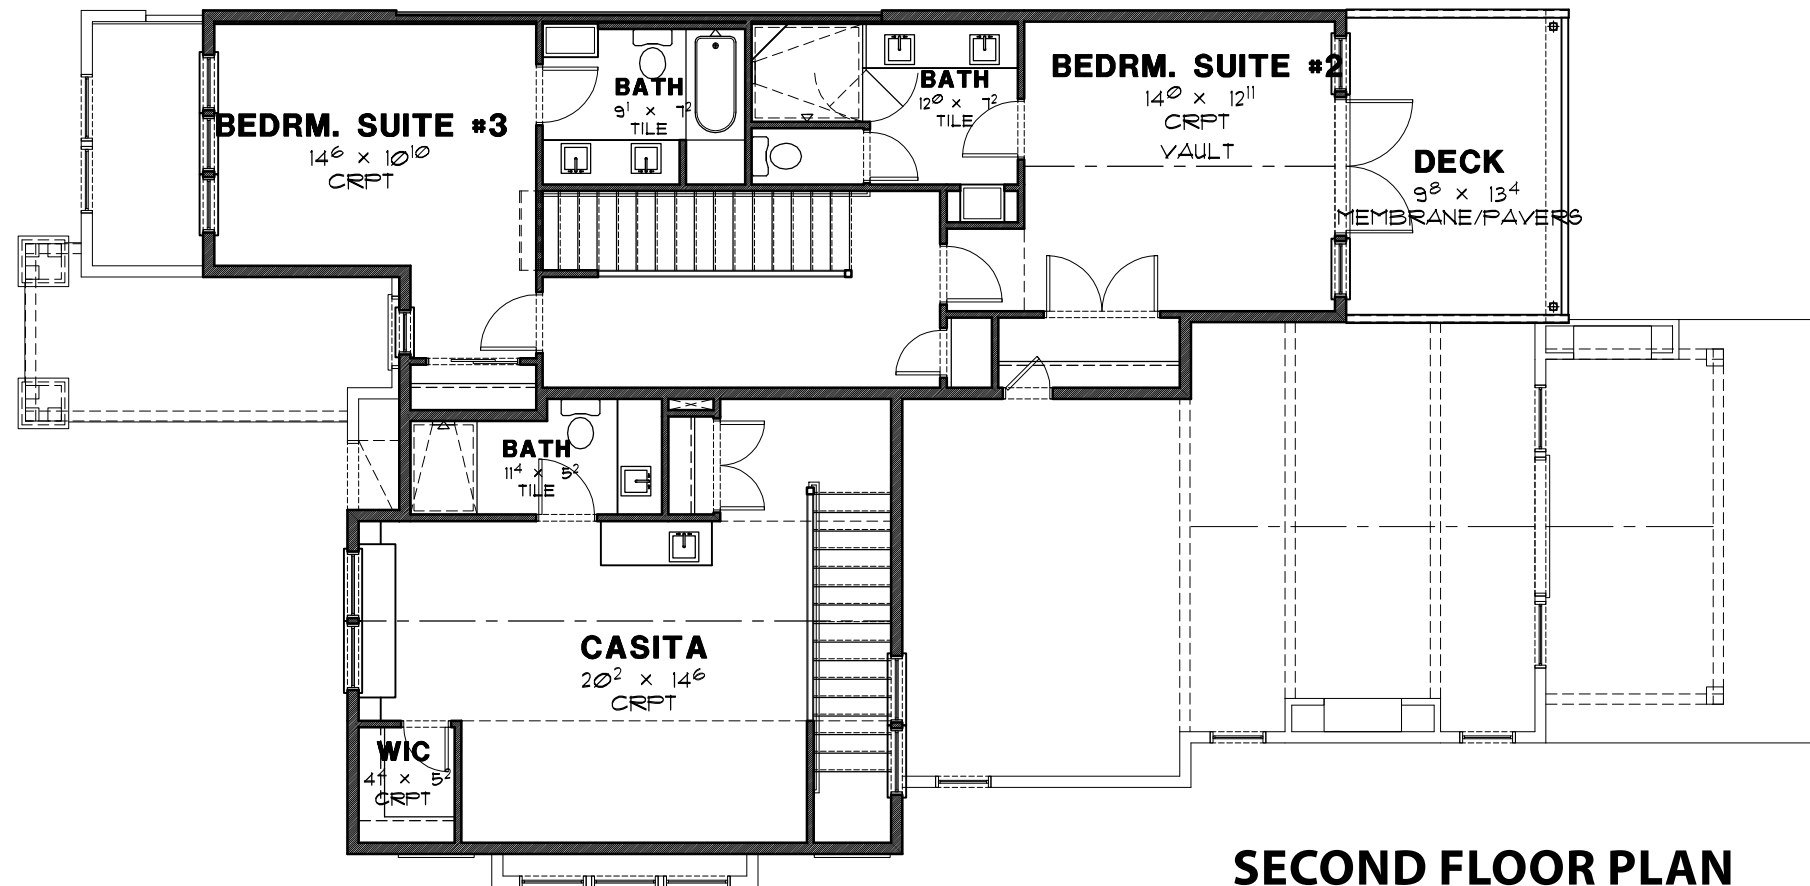 BEDRM. SUITE #3
14⁶ × 10¹⁰
CRPT
BATH
9¹ × 7²
TILE
BATH
12⁰ × 7²
TILE
BEDRM. SUITE #2
14⁰ × 12¹¹
CRPT
VAULT
DECK
9⁸ × 13⁴
MEMBRANE/PAVERS
BATH
11⁴ × 5²
TILE
CASITA
20² × 14⁶
CRPT
WIC
4⁴ × 5²
CRPT
SECOND FLOOR PLAN